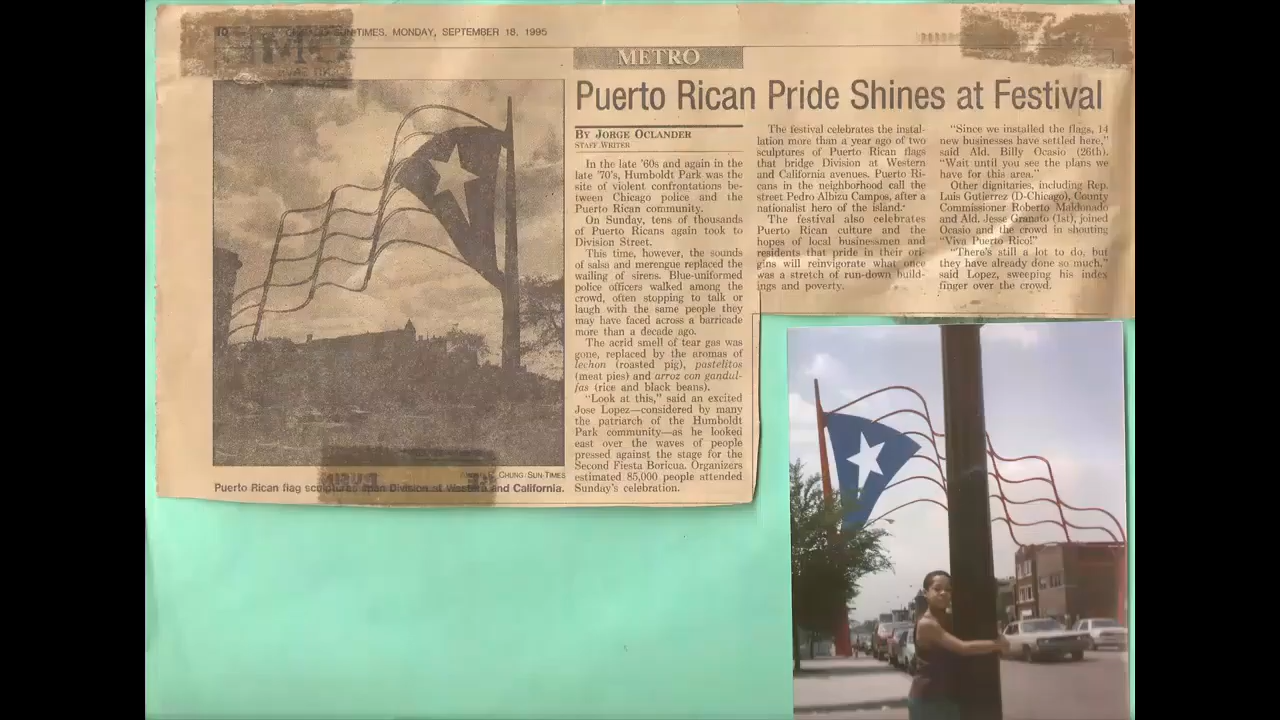 10
SUN-TIMES, MONDAY, SEPTEMBER 18, 1995
METRO
Puerto Rican Pride Shines at Festival
BY JORGE OCLANDER
STAFF WRITER
In the late '60s and again in the
late '70's, Humboldt Park was the
site of violent confrontations be-
tween Chicago police and the
Puerto Rican community.
On Sunday, tens of thousands
of Puerto Ricans again took to
Division Street.
This time, however, the sounds
of salsa and merengue replaced the
wailing of sirens. Blue-uniformed
police officers walked among the
crowd, often stopping to talk or
laugh with the same people they
may have faced across a barricade
more than a decade ago.
The acrid smell of tear gas was
gone, replaced by the aromas of
lechon (roasted pig), pastelitos
(meat pies) and arroz con gandul-
fas (rice and black beans).
"Look at this," said an excited
Jose Lopez—considered by many
the patriarch of the Humboldt
Park community—as he looked
east over the waves of people
pressed against the stage for the
Second Fiesta Boricua. Organizers
estimated 85,000 people attended
Sunday's celebration.
The festival celebrates the instal-
lation more than a year ago of two
sculptures of Puerto Rican flags
that bridge Division at Western
and California avenues. Puerto Ri-
cans in the neighborhood call the
street Pedro Albizu Campos, after a
nationalist hero of the island.
The festival also celebrates
Puerto Rican culture and the
hopes of local businessmen and
residents that pride in their ori-
gins will reinvigorate what once
was a stretch of run-down build-
ings and poverty.
"Since we installed the flags, 14
new businesses have settled here,"
said Ald. Billy Ocasio (26th).
"Wait until you see the plans we
have for this area."
Other dignitaries, including Rep.
Luis Gutierrez (D-Chicago), County
Commissioner Roberto Maldonado
and Ald. Jesse Granato (1st), joined
Ocasio and the crowd in shouting
"Viva Puerto Rico!"
"There's still a lot to do, but
they have already done so much,"
said Lopez, sweeping his index
finger over the crowd.
CHUNG/SUN-TIMES
Puerto Rican flag sculptures span Division at Western and California.